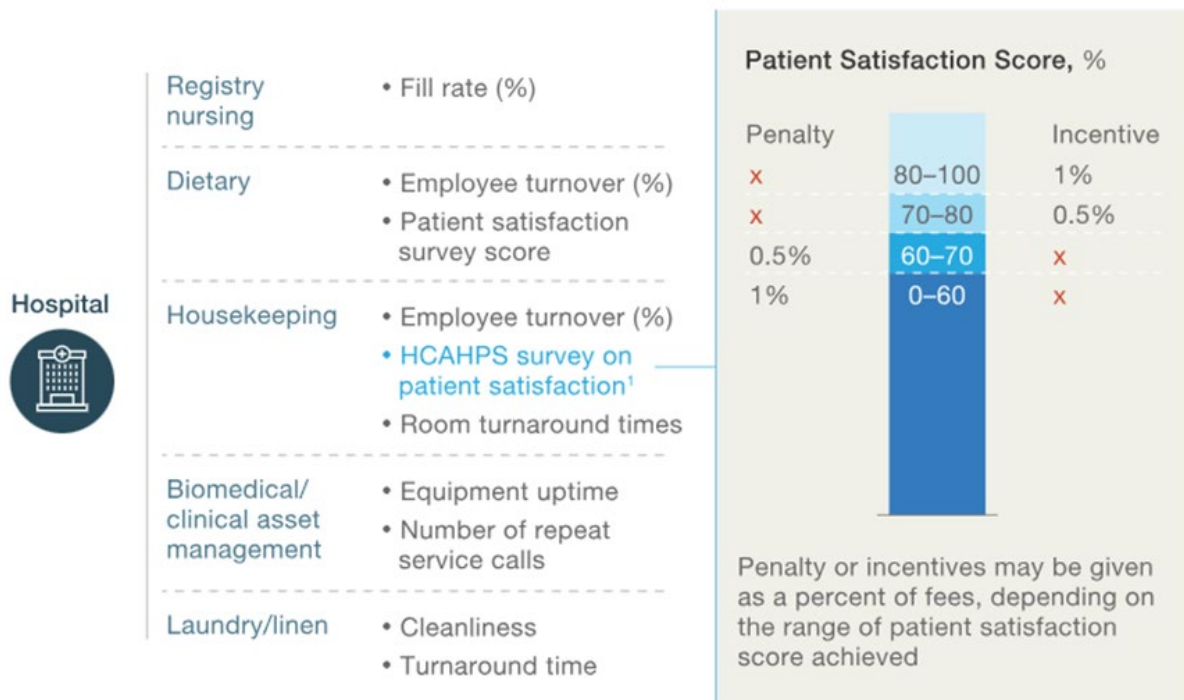 Hospital
Registry
nursing
• Fill rate (%)
Dietary
• Employee turnover (%)
• Patient satisfaction
survey score
Housekeeping
• Employee turnover (%)
• HCAHPS survey on
patient satisfaction¹
• Room turnaround times
Biomedical/
clinical asset
management
• Equipment uptime
• Number of repeat
service calls
Laundry/linen
• Cleanliness
• Turnaround time
Patient Satisfaction Score, %
Penalty Incentive
x 80–100 1%
x 70–80 0.5%
0.5% 60–70 x
1% 0–60 x
Penalty or incentives may be given
as a percent of fees, depending on
the range of patient satisfaction
score achieved